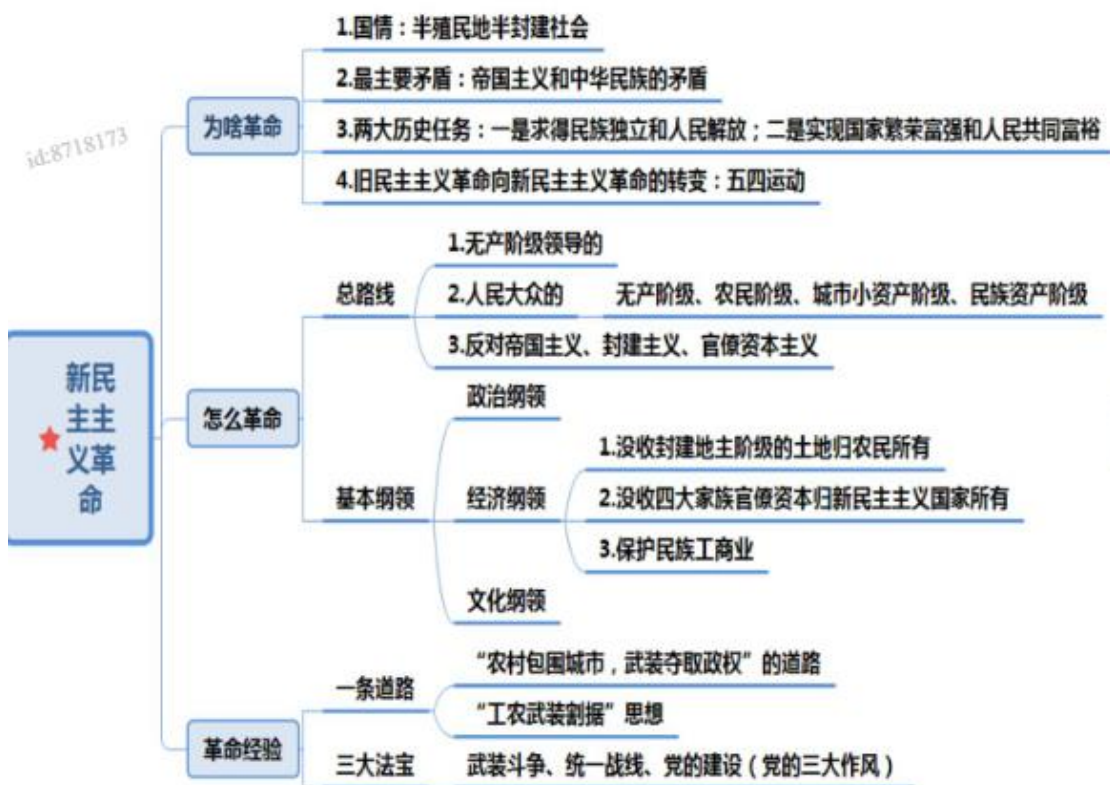 1.国情：半殖民地半封建社会
2.最主要矛盾：帝国主义和中华民族的矛盾
为啥革命
3.两大历史任务：一是求得民族独立和人民解放；二是实现国家繁荣富强和人民共同富裕
id:8718173
4.旧民主主义革命向新民主主义革命的转变：五四运动
1.无产阶级领导的
总路线
2.人民大众的
无产阶级、农民阶级、城市小资产阶级、民族资产阶级
3.反对帝国主义、封建主义、官僚资本主义
新民
主主
义革
命
怎么革命
政治纲领
1.没收封建地主阶级的土地归农民所有
基本纲领
经济纲领
2.没收四大家族官僚资本归新民主主义国家所有
3.保护民族工商业
文化纲领
“农村包围城市，武装夺取政权”的道路
一条道路
“工农武装割据”思想
革命经验
三大法宝
武装斗争、统一战线、党的建设（党的三大作风）